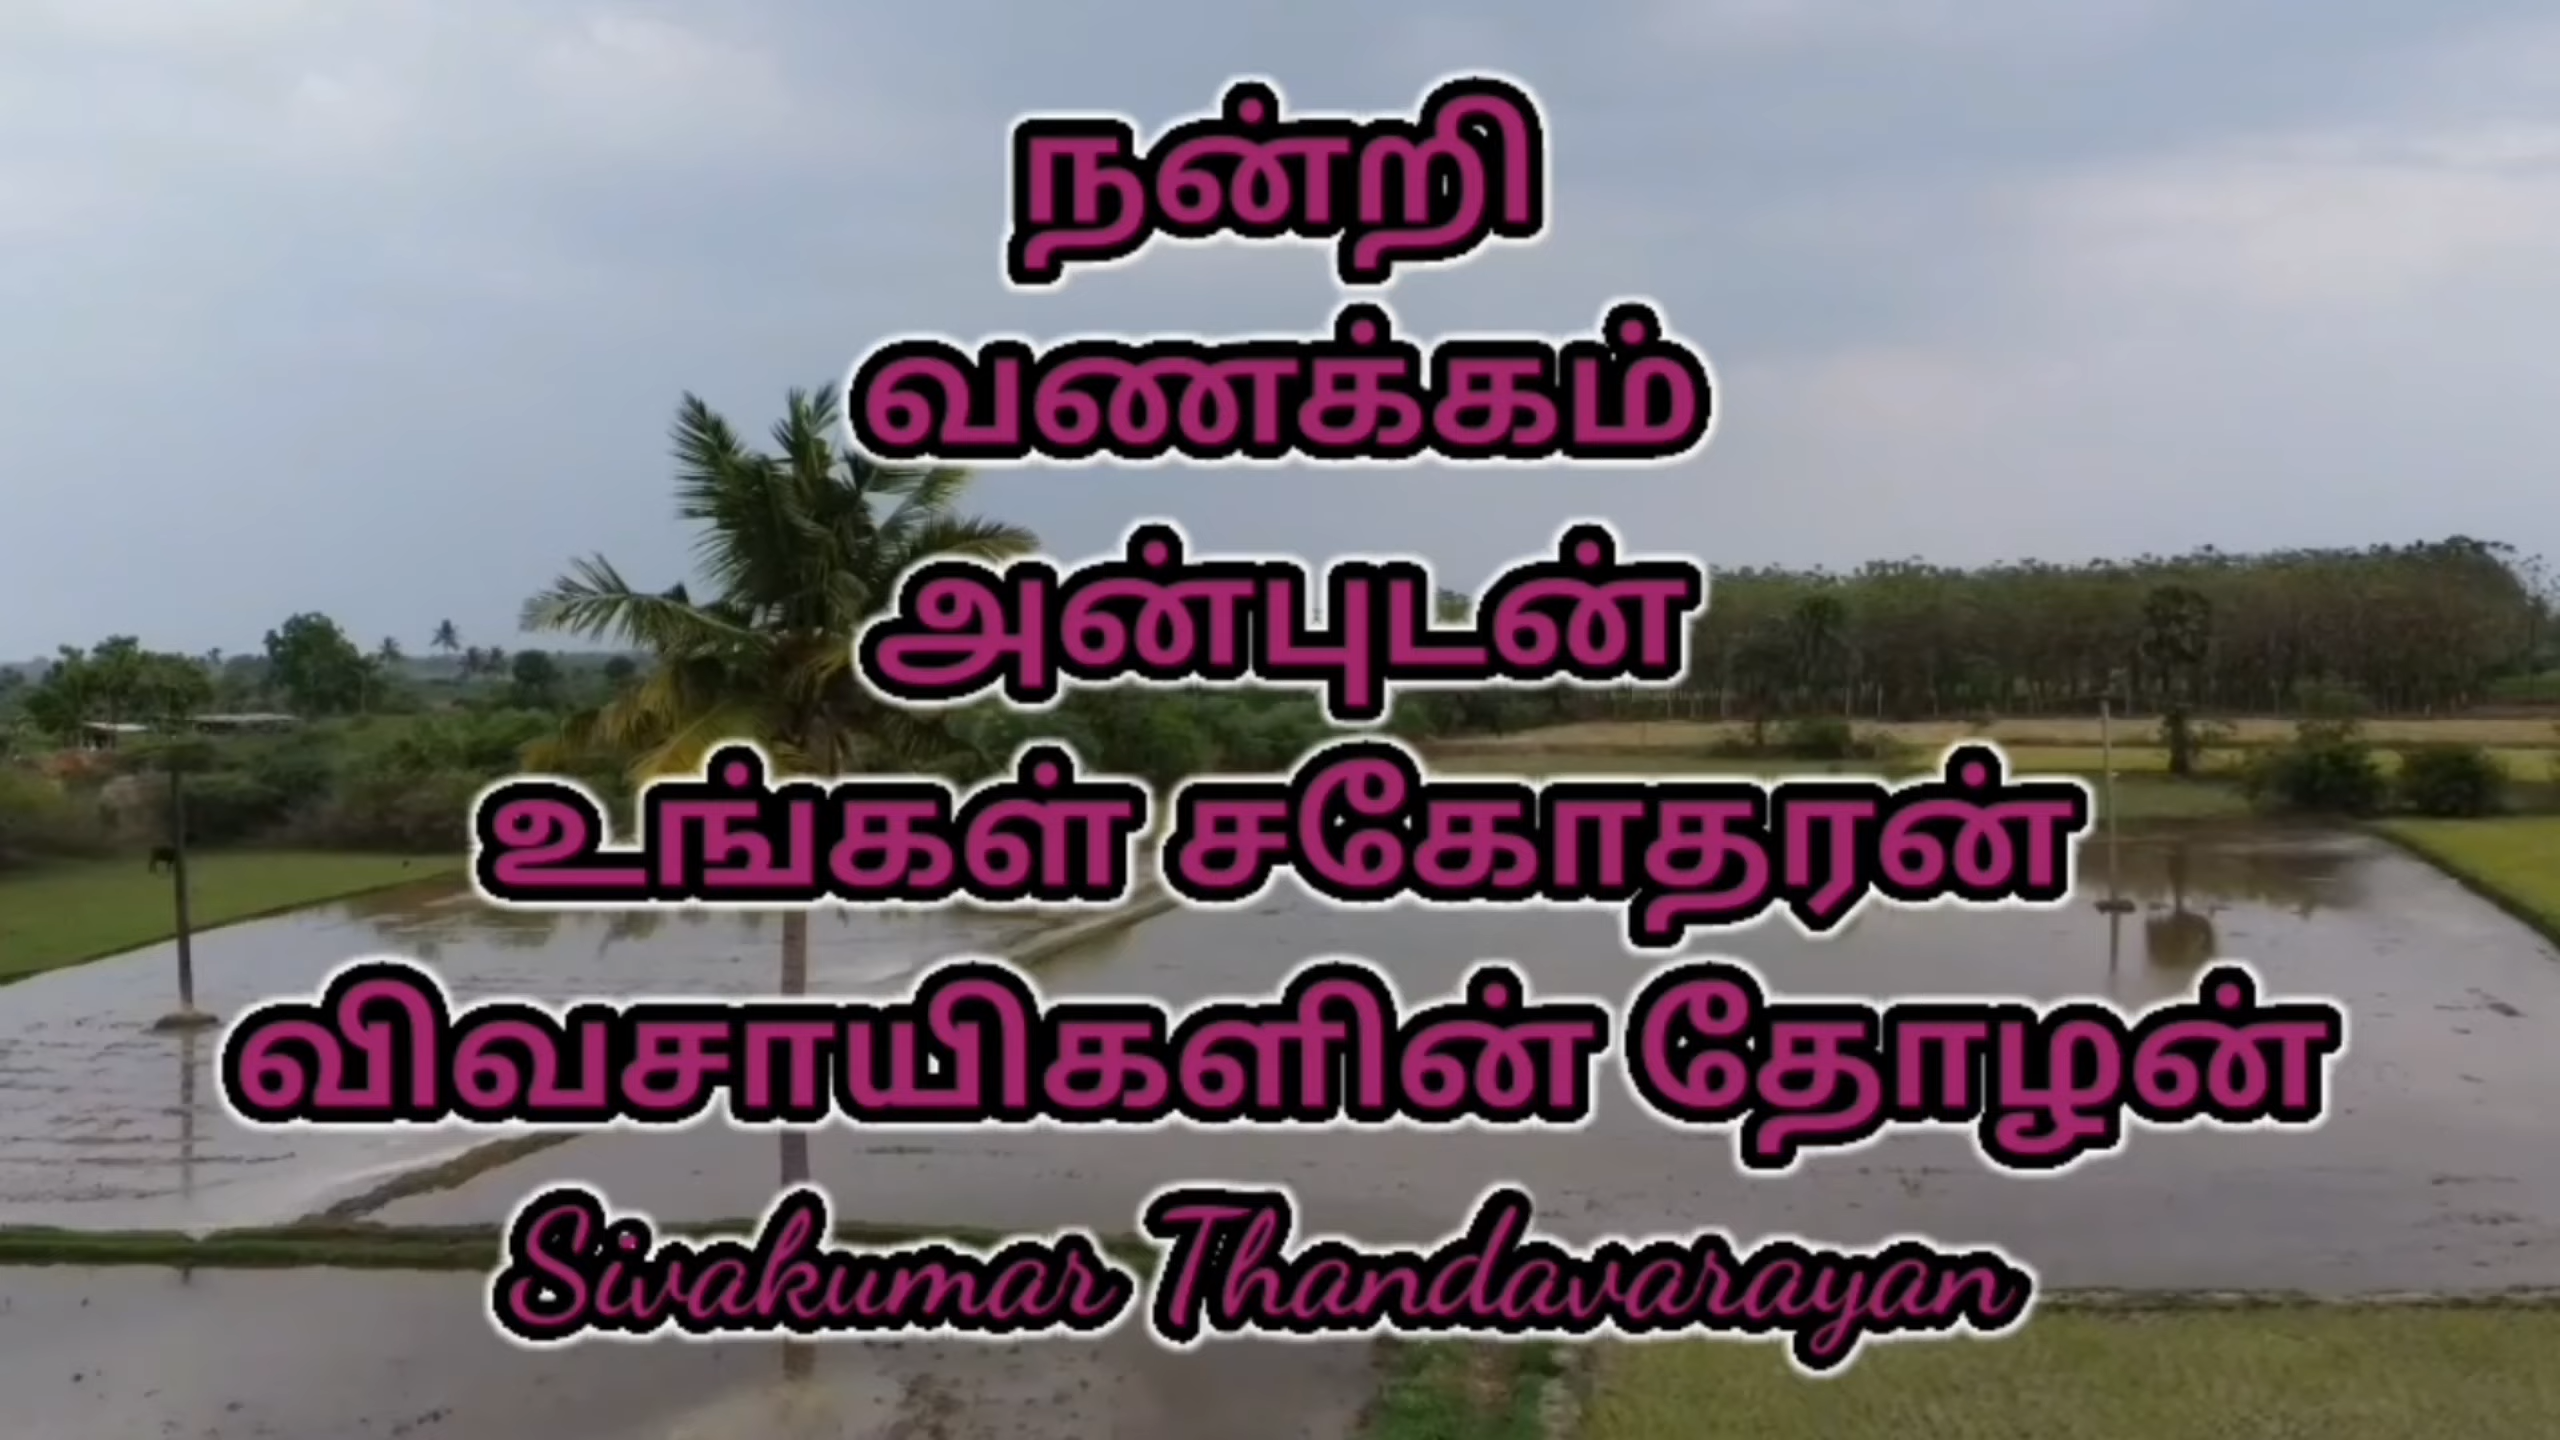 நன்றி
வணக்கம்
அன்புடன்
உங்கள் சகோதரன்
விவசாயிகளின் தோழன்
Sivakumar Thandavarayan